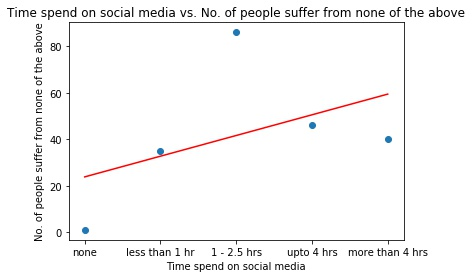 Time spend on social media vs. No. of people suffer from none of the above
No. of people suffer from none of the above
80
60
40
20
0
none less than 1 hr 1 - 2.5 hrs upto 4 hrs more than 4 hrs
Time spend on social media